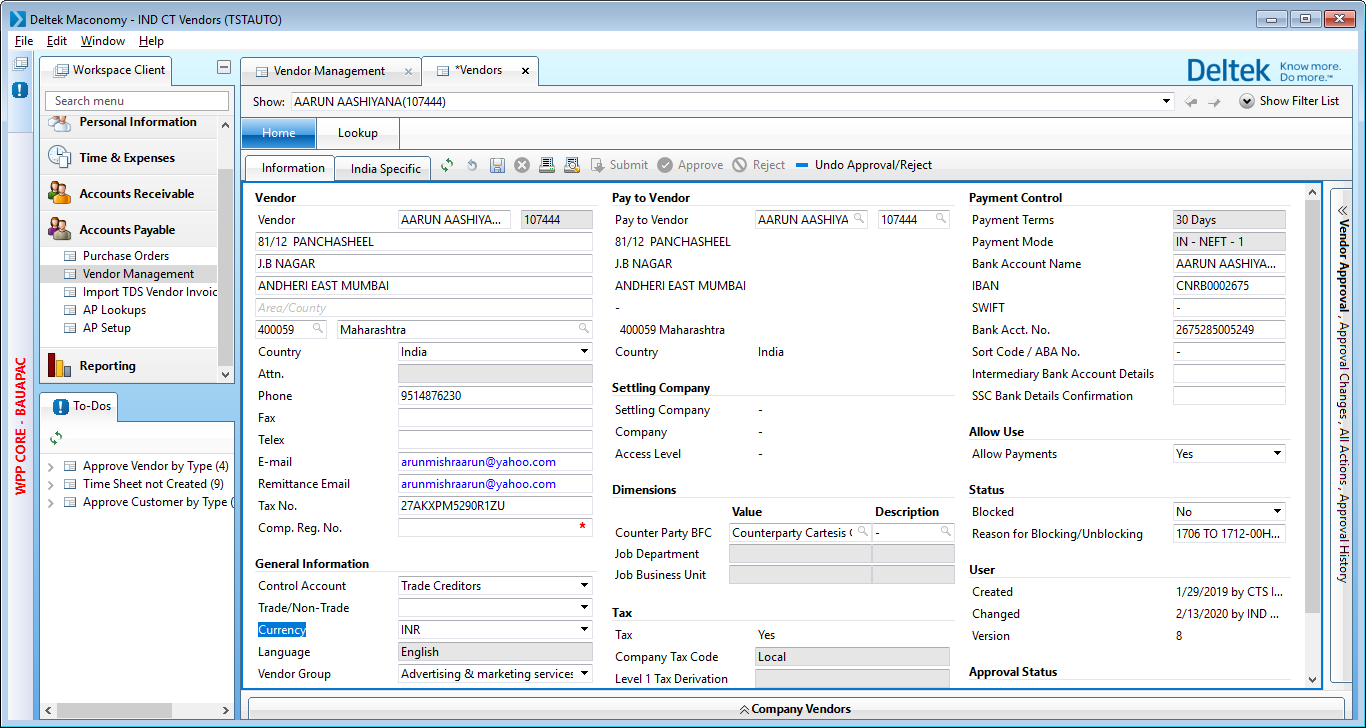 Deltek Maconomy - IND CT Vendors (TSTAUTO)
File Edit Window Help
Workspace Client
Search menu
Personal Information
Time & Expenses
Accounts Receivable
Accounts Payable
Purchase Orders
Vendor Management
Import TDS Vendor Invoic
AP Lookups
AP Setup
Reporting
WPP CORE - BAUAPAC
To-Dos
Approve Vendor by Type (4)
Time Sheet not Created (9)
Approve Customer by Type (
Vendor Management
*Vendors
Deltek Know more.
Do more.™
Show: AARUN AASHIYANA(107444)
Show Filter List
Home Lookup
Information India Specific
Submit Approve Reject Undo Approval/Reject
Vendor
Vendor AARUN AASHIYA... 107444
81/12 PANCHASHEEL
J.B NAGAR
ANDHERI EAST MUMBAI
Area/County
400059 Maharashtra
Country India
Attn.
Phone 9514876230
Fax
Telex
E-mail arunmishraarun@yahoo.com
Remittance Email arunmishraarun@yahoo.com
Tax No. 27AKXPM5290R1ZU
Comp. Reg. No. *
General Information
Control Account Trade Creditors
Trade/Non-Trade
Currency INR
Language English
Vendor Group Advertising & marketing services
Pay to Vendor
Pay to Vendor AARUN AASHIYA 107444
81/12 PANCHASHEEL
J.B NAGAR
ANDHERI EAST MUMBAI
-
400059 Maharashtra
Country India
Settling Company
Settling Company -
Company -
Access Level -
Dimensions
Value Description
Counter Party BFC Counterparty Cartesis C -
Job Department
Job Business Unit
Tax
Tax Yes
Company Tax Code Local
Level 1 Tax Derivation
Payment Control
Payment Terms 30 Days
Payment Mode IN - NEFT - 1
Bank Account Name AARUN AASHIYA...
IBAN CNRB0002675
SWIFT -
Bank Acct. No. 2675285005249
Sort Code / ABA No. -
Intermediary Bank Account Details
SSC Bank Details Confirmation
Allow Use
Allow Payments Yes
Status
Blocked No
Reason for Blocking/Unblocking 1706 TO 1712-00H...
User
Created 1/29/2019 by CTS I...
Changed 2/13/2020 by IND ...
Version 8
Approval Status
Vendor Approval, Approval Changes, All Actions, Approval History
Company Vendors